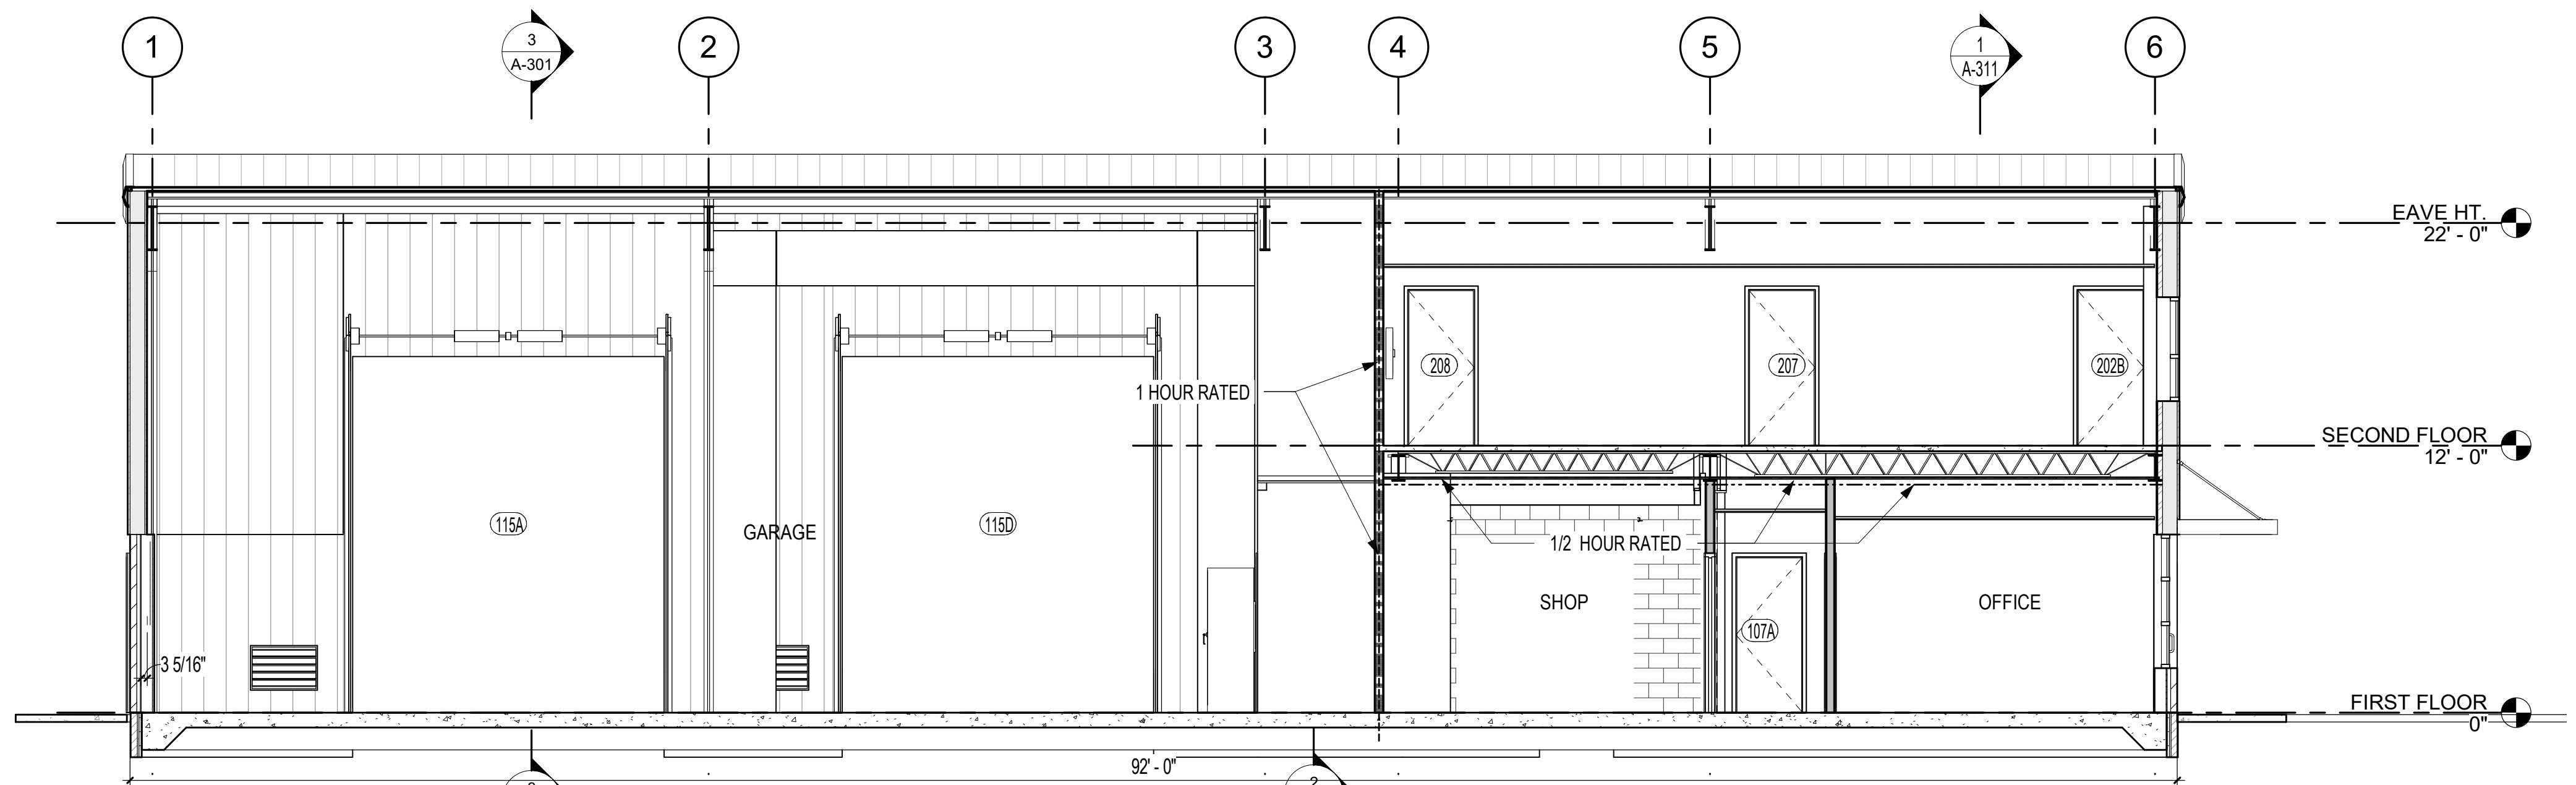 1
3
A-301
2
3
4
5
1
A-311
6
EAVE HT.
22' - 0"
208
207
202B
1 HOUR RATED
SECOND FLOOR
12' - 0"
115A
GARAGE
115D
1/2 HOUR RATED
SHOP
OFFICE
107A
3 5/16"
FIRST FLOOR
0"
92' - 0"
2